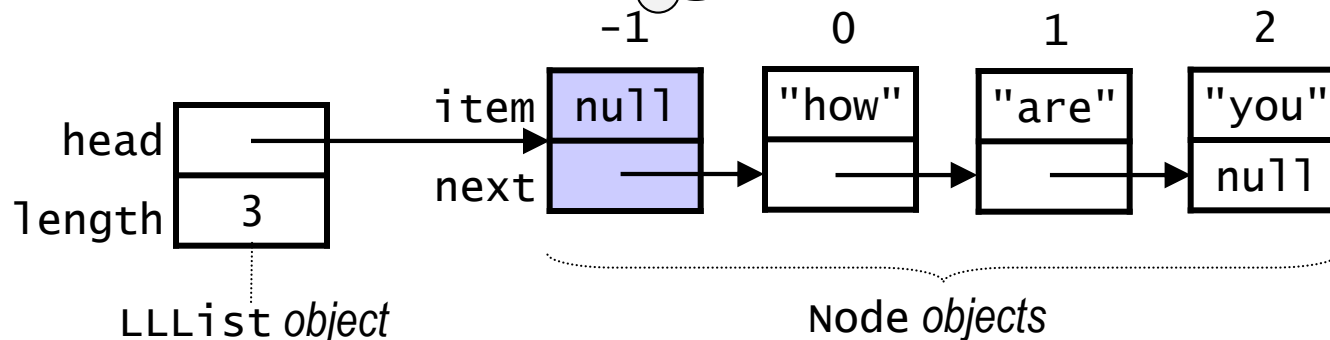 -1 0 1 2
item null "how" "are" "you"
head
next null
length 3
LLList object Node objects